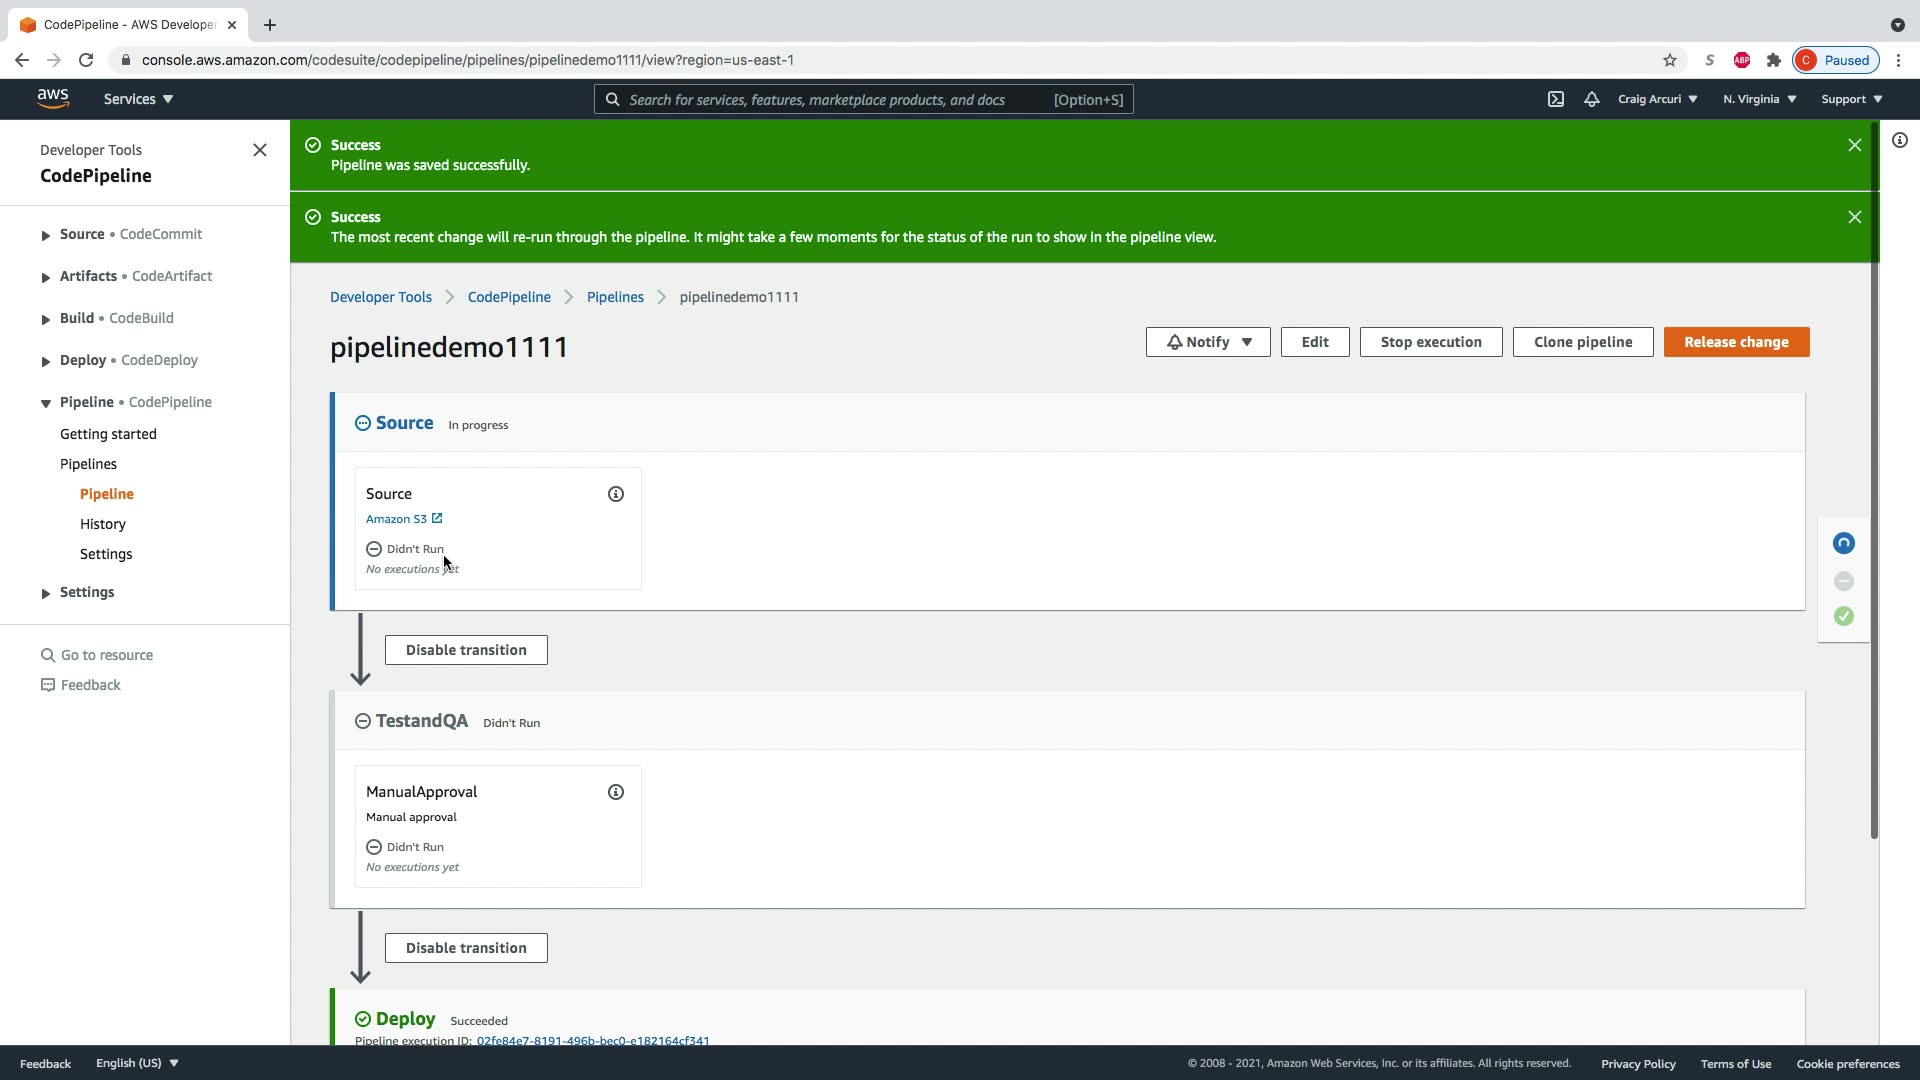 CodePipeline - AWS Developer
console.aws.amazon.com/codesuite/codepipeline/pipelines/pipelinedemo1111/view?region=us-east-1
S
ABP
C
Paused
aws
Services
Search for services, features, marketplace products, and docs
[Option+S]
Craig Arcuri
N. Virginia
Support
Developer Tools
CodePipeline
Source • CodeCommit
Artifacts • CodeArtifact
Build • CodeBuild
Deploy • CodeDeploy
Pipeline • CodePipeline
Getting started
Pipelines
Pipeline
History
Settings
Settings
Go to resource
Feedback
Success
Pipeline was saved successfully.
Success
The most recent change will re-run through the pipeline. It might take a few moments for the status of the run to show in the pipeline view.
Developer Tools
CodePipeline
Pipelines
pipelinedemo1111
pipelinedemo1111
Notify
Edit
Stop execution
Clone pipeline
Release change
Source In progress
Source
Amazon S3
Didn't Run
No executions yet
Disable transition
TestandQA Didn't Run
ManualApproval
Manual approval
Didn't Run
No executions yet
Disable transition
Deploy Succeeded
Pipeline execution ID: 02fe84e7-8191-496b-bec0-e182164cf341
Feedback
English (US)
© 2008 - 2021, Amazon Web Services, Inc. or its affiliates. All rights reserved.
Privacy Policy
Terms of Use
Cookie preferences